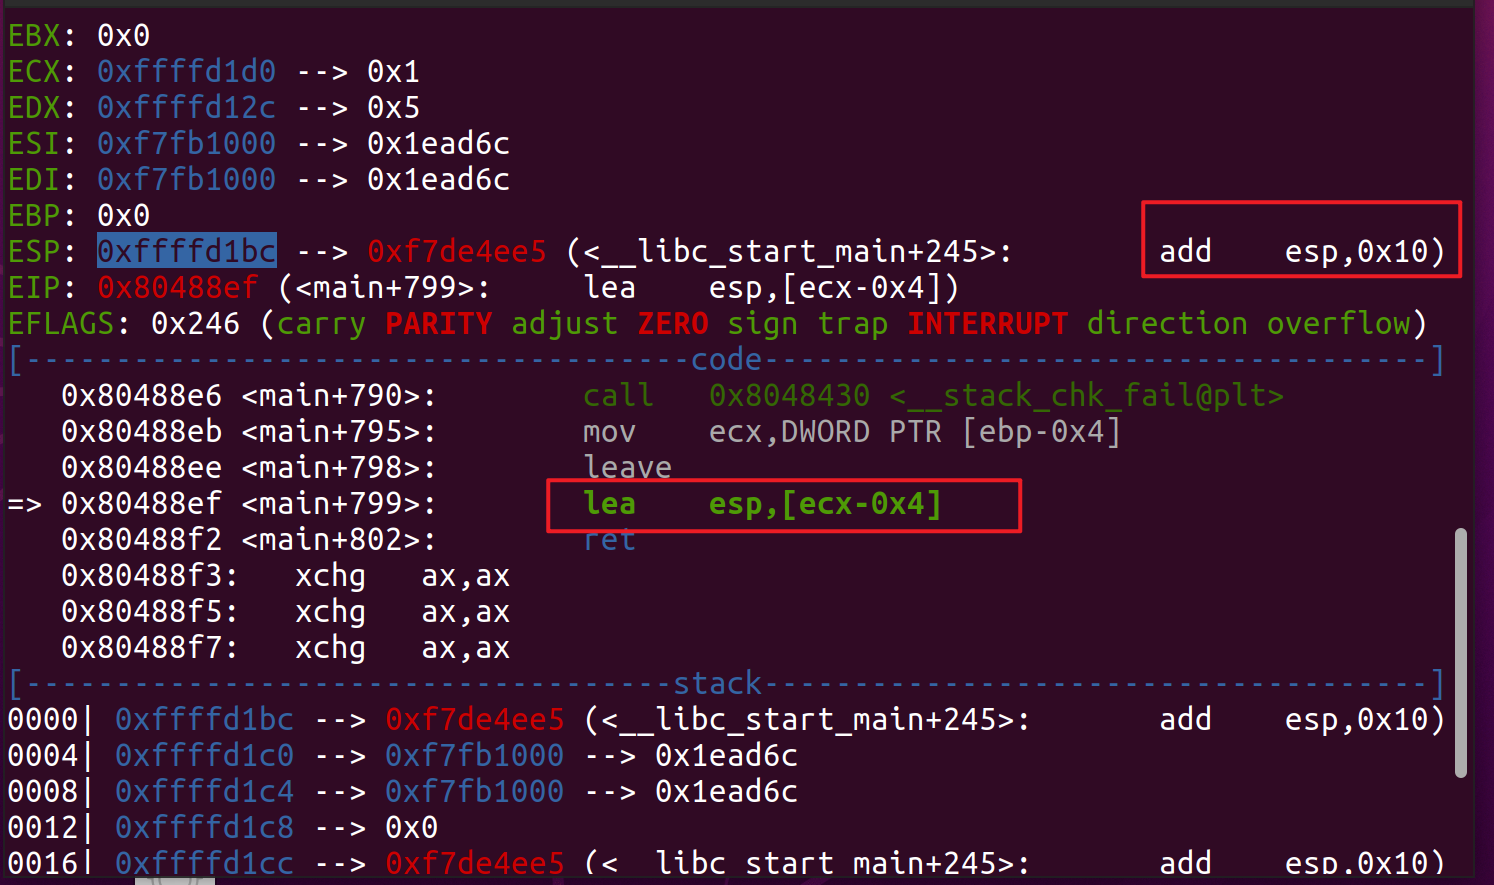 EBX: 0x0
ECX: 0xffffd1d0 --> 0x1
EDX: 0xffffd12c --> 0x5
ESI: 0xf7fb1000 --> 0x1ead6c
EDI: 0xf7fb1000 --> 0x1ead6c
EBP: 0x0
ESP: 0xffffd1bc --> 0xf7de4ee5 (<__libc_start_main+245>: add esp,0x10)
EIP: 0x80488ef (<main+799>: lea esp,[ecx-0x4])
EFLAGS: 0x246 (carry PARITY adjust ZERO sign trap INTERRUPT direction overflow)
[-------------------------------------code-------------------------------------]
0x80488e6 <main+790>: call 0x8048430 <__stack_chk_fail@plt>
0x80488eb <main+795>: mov ecx,DWORD PTR [ebp-0x4]
0x80488ee <main+798>: leave
=> 0x80488ef <main+799>: lea esp,[ecx-0x4]
0x80488f2 <main+802>: ret
0x80488f3: xchg ax,ax
0x80488f5: xchg ax,ax
0x80488f7: xchg ax,ax
[------------------------------------stack-------------------------------------]
0000| 0xffffd1bc --> 0xf7de4ee5 (<__libc_start_main+245>: add esp,0x10)
0004| 0xffffd1c0 --> 0xf7fb1000 --> 0x1ead6c
0008| 0xffffd1c4 --> 0xf7fb1000 --> 0x1ead6c
0012| 0xffffd1c8 --> 0x0
0016| 0xffffd1cc --> 0xf7de4ee5 (<__libc_start_main+245>: add esp,0x10)